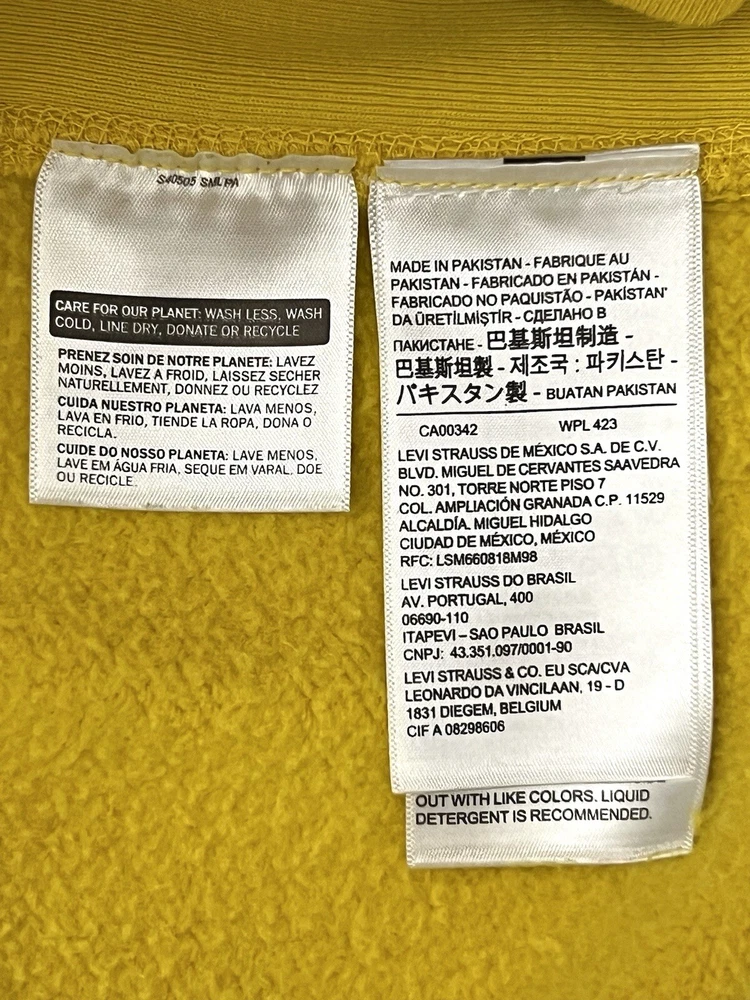 S40505 SML PA
CARE FOR OUR PLANET: WASH LESS, WASH
COLD, LINE DRY, DONATE OR RECYCLE
PRENEZ SOIN DE NOTRE PLANETE: LAVEZ
MOINS, LAVEZ A FROID, LAISSEZ SECHER
NATURELLEMENT, DONNEZ OU RECYCLEZ
CUIDA NUESTRO PLANETA: LAVA MENOS,
LAVA EN FRIO, TIENDE LA ROPA, DONA O
RECICLA.
CUIDE DO NOSSO PLANETA: LAVE MENOS,
LAVE EM ÁGUA FRIA, SEQUE EM VARAL. DOE
OU RECICLE.
MADE IN PAKISTAN - FABRIQUE AU
PAKISTAN - FABRICADO EN PAKISTÁN -
FABRICADO NO PAQUISTÃO - PAKİSTAN'
DA ÜRETİLMİŞTİR - СДЕЛАНО В
ПАКИСТАНЕ - 巴基斯坦制造 -
巴基斯坦製 - 제조국 : 파키스탄 -
パキスタン製 - BUATAN PAKISTAN
CA00342 WPL 423
LEVI STRAUSS DE MÉXICO S.A. DE C.V.
BLVD. MIGUEL DE CERVANTES SAAVEDRA
NO. 301, TORRE NORTE PISO 7
COL. AMPLIACIÓN GRANADA C.P. 11529
ALCALDÍA. MIGUEL HIDALGO
CIUDAD DE MÉXICO, MÉXICO
RFC: LSM660818M98
LEVI STRAUSS DO BRASIL
AV. PORTUGAL, 400
06690-110
ITAPEVI – SAO PAULO BRASIL
CNPJ: 43.351.097/0001-90
LEVI STRAUSS & CO. EU SCA/CVA
LEONARDO DA VINCILAAN, 19 - D
1831 DIEGEM, BELGIUM
CIF A 08298606
OUT WITH LIKE COLORS. LIQUID
DETERGENT IS RECOMMENDED.